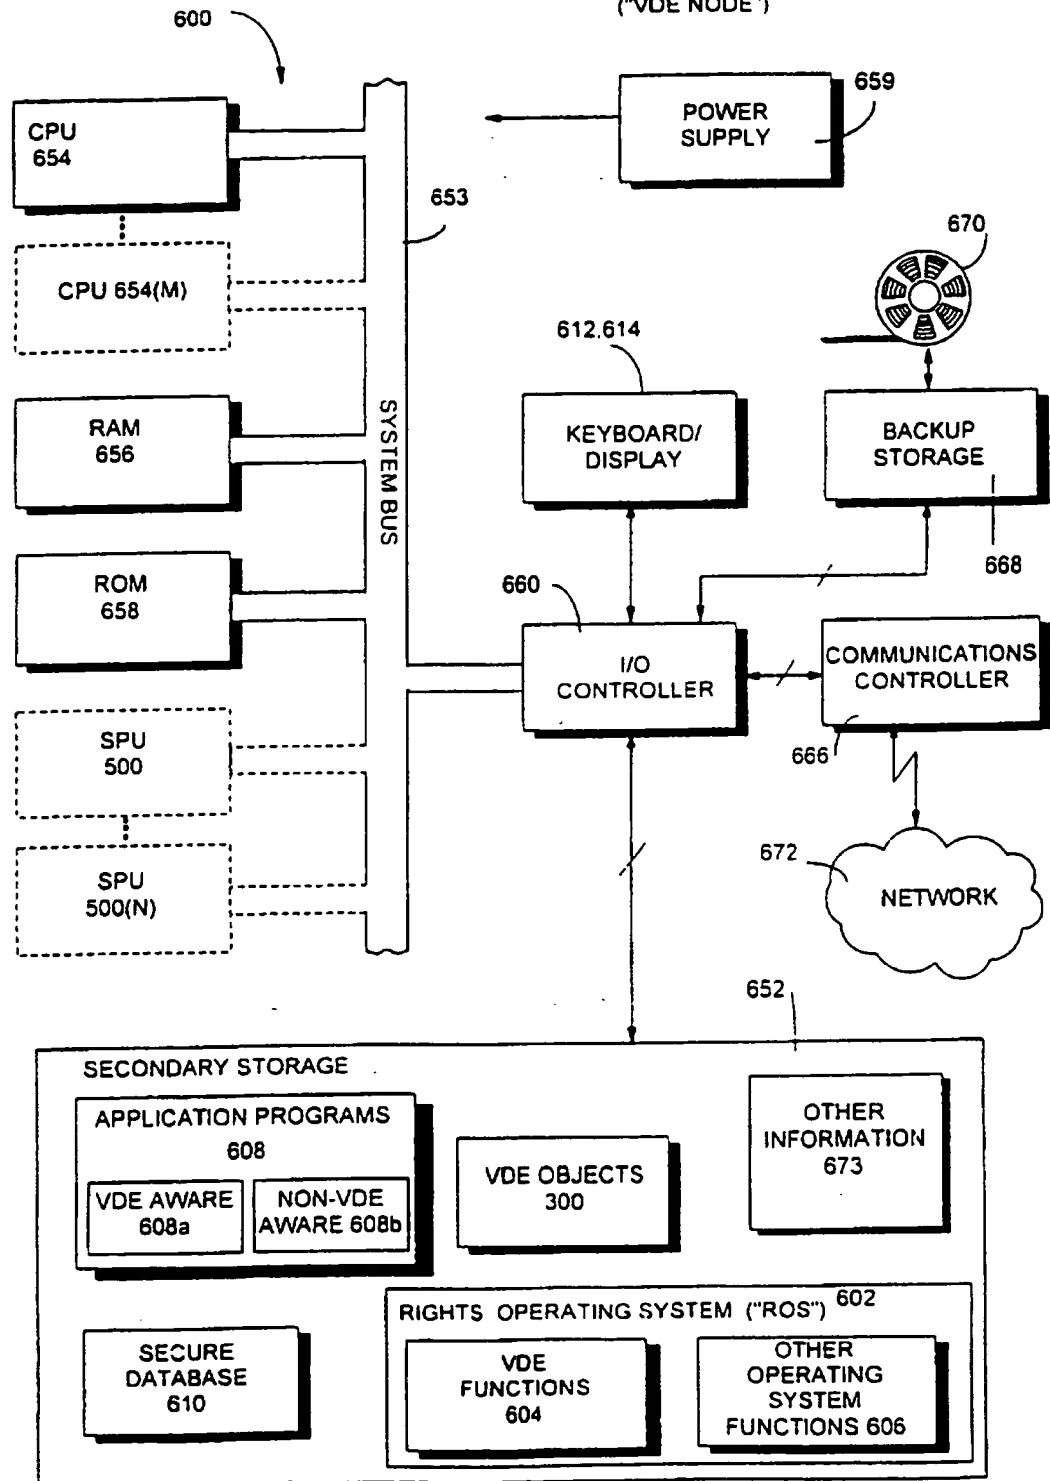 ("VDE NODE")
600
CPU
654
POWER
SUPPLY
659
653
CPU 654(M)
670
612,614
RAM
656
SYSTEM BUS
KEYBOARD/
DISPLAY
BACKUP
STORAGE
668
ROM
658
660
I/O
CONTROLLER
COMMUNICATIONS
CONTROLLER
666
SPU
500
SPU
500(N)
672
NETWORK
652
SECONDARY STORAGE
APPLICATION PROGRAMS
608
VDE AWARE
608a
NON-VDE
AWARE 608b
VDE OBJECTS
300
OTHER
INFORMATION
673
SECURE
DATABASE
610
RIGHTS OPERATING SYSTEM ("ROS") 602
VDE
FUNCTIONS
604
OTHER
OPERATING
SYSTEM
FUNCTIONS 606